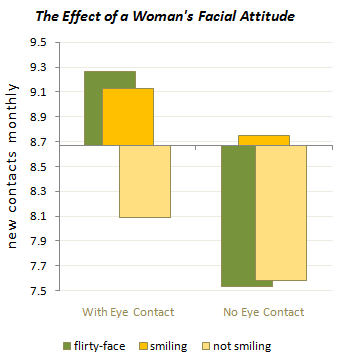 The Effect of a Woman's Facial Attitude
new contacts monthly
9.5
9.3
9.1
8.9
8.7
8.5
8.3
8.1
7.9
7.7
7.5
With Eye Contact No Eye Contact
flirty-face smiling not smiling